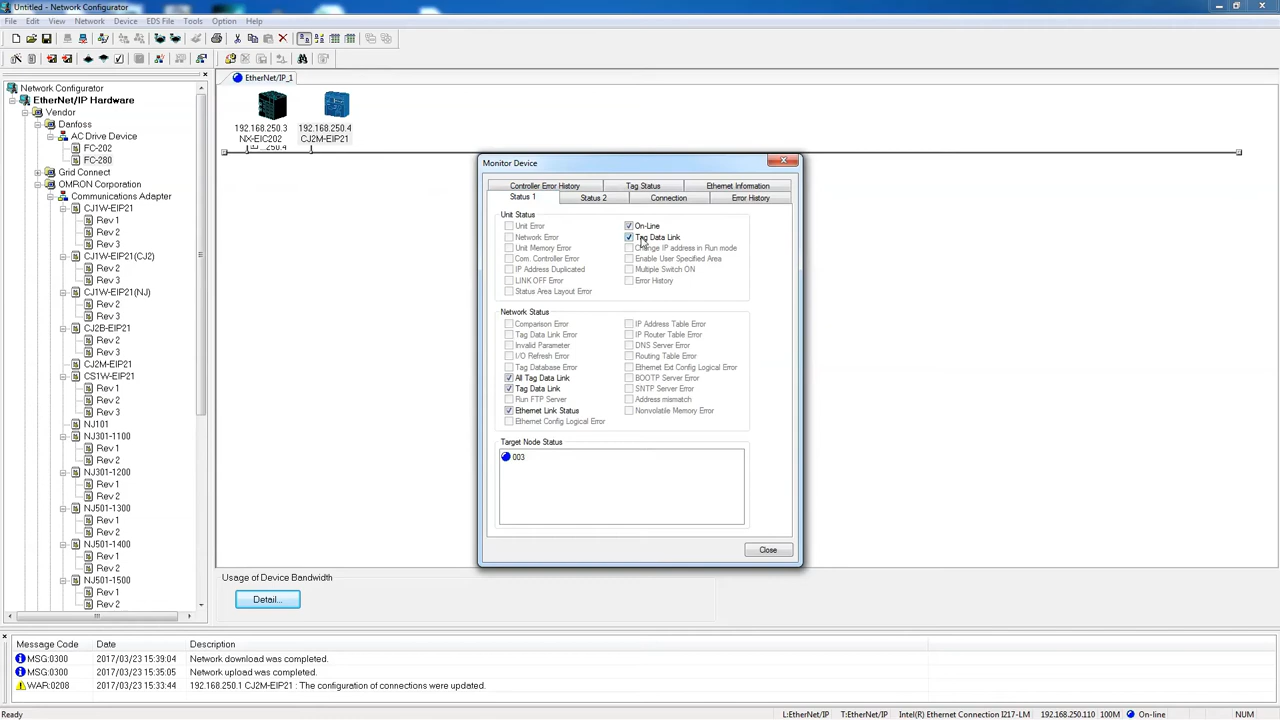 Untitled - Network Configurator
File Edit View Network Device EDS File Tools Option Help
Network Configurator
EtherNet/IP Hardware
Vendor
Danfoss
AC Drive Device
FC-202
FC-280
Grid Connect
OMRON Corporation
Communications Adapter
CJ1W-EIP21
Rev 1
Rev 2
Rev 3
CJ1W-EIP21(CJ2)
Rev 2
Rev 3
CJ1W-EIP21(NJ)
Rev 2
Rev 3
CJ2B-EIP21
Rev 2
Rev 3
CJ2M-EIP21
CS1W-EIP21
Rev 1
Rev 2
Rev 3
NJ101
NJ301-1100
Rev 1
Rev 2
NJ301-1200
Rev 1
Rev 2
NJ501-1300
Rev 1
Rev 2
NJ501-1400
Rev 1
Rev 2
NJ501-1500
Rev 1
Rev 2
EtherNet/IP_1
192.168.250.3
NX-EIC202
192.168.250.4
CJ2M-EIP21
...250.4
Monitor Device
Controller Error History Tag Status Ethernet Information
Status 1 Status 2 Connection Error History
Unit Status
Unit Error
Network Error
Unit Memory Error
Com. Controller Error
IP Address Duplicated
LINK OFF Error
Status Area Layout Error
On-Line
Tag Data Link
Change IP address in Run mode
Enable User Specified Area
Multiple Switch ON
Error History
Network Status
Comparison Error
Tag Data Link Error
Invalid Parameter
I/O Refresh Error
Tag Database Error
All Tag Data Link
Tag Data Link
Run FTP Server
Ethernet Link Status
Ethernet Config Logical Error
IP Address Table Error
IP Router Table Error
DNS Server Error
Routing Table Error
Ethernet Ext Config Logical Error
BOOTP Server Error
SNTP Server Error
Address mismatch
Nonvolatile Memory Error
Target Node Status
003
Close
Usage of Device Bandwidth
Detail...
Message Code Date Description
MSG:0300 2017/03/23 15:39:04 Network download was completed.
MSG:0300 2017/03/23 15:35:05 Network upload was completed.
WAR:0208 2017/03/23 15:33:44 192.168.250.1 CJ2M-EIP21 : The configuration of connections were updated.
Ready L:EtherNet/IP T:EtherNet/IP Intel(R) Ethernet Connection I217-LM 192.168.250.110 100M On-line NUM